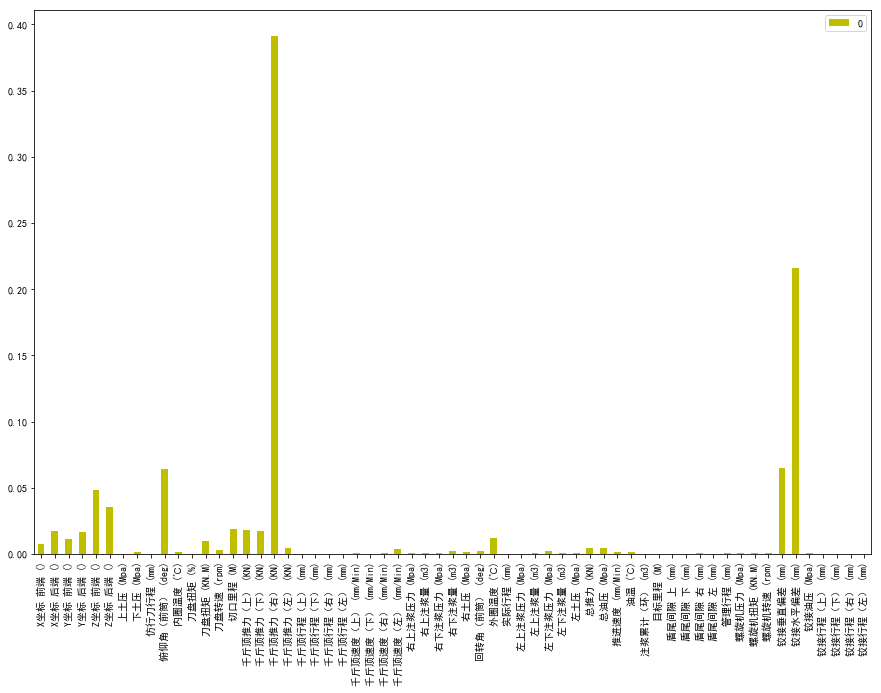 0.40
0.35
0.30
0.25
0.20
0.15
0.10
0.05
0.00
0
X坐标 前端 ()
X坐标 后端 ()
Y坐标 前端 ()
Y坐标 后端 ()
Z坐标 前端 ()
Z坐标 后端 ()
上土压 (Mpa)
下土压 (Mpa)
仿行刀行程 (mm)
俯仰角 (前筒) (deg)
内圈温度 (℃)
刀盘扭矩 (%)
刀盘扭矩 (KN.M)
刀盘转速 (rpm)
切口里程 (M)
千斤顶推力 (上) (KN)
千斤顶推力 (下) (KN)
千斤顶推力 (右) (KN)
千斤顶推力 (左) (KN)
千斤顶行程 (上) (mm)
千斤顶行程 (下) (mm)
千斤顶行程 (右) (mm)
千斤顶行程 (左) (mm)
千斤顶速度 (上) (mm/Min)
千斤顶速度 (下) (mm/Min)
千斤顶速度 (右) (mm/Min)
千斤顶速度 (左) (mm/Min)
右上注浆压力 (Mpa)
右上注浆量 (m3)
右下注浆压力 (Mpa)
右下注浆量 (m3)
右土压 (Mpa)
回转角 (前筒) (deg)
外圈温度 (℃)
实际行程 (mm)
左上注浆压力 (Mpa)
左上注浆量 (m3)
左下注浆压力 (Mpa)
左下注浆量 (m3)
左土压 (Mpa)
总推力 (KN)
总油压 (Mpa)
推进速度 (mm/Min)
油温 (℃)
注浆累计 (环) (m3)
目标里程 (M)
盾尾间隙 上 (mm)
盾尾间隙 下 (mm)
盾尾间隙 右 (mm)
盾尾间隙 左 (mm)
管理行程 (mm)
螺旋机压力 (Mpa)
螺旋机扭矩 (KN.M)
螺旋机转速 (rpm)
铰接垂直偏差 (mm)
铰接水平偏差 (mm)
铰接油压 (Mpa)
铰接行程 (上) (mm)
铰接行程 (下) (mm)
铰接行程 (右) (mm)
铰接行程 (左) (mm)